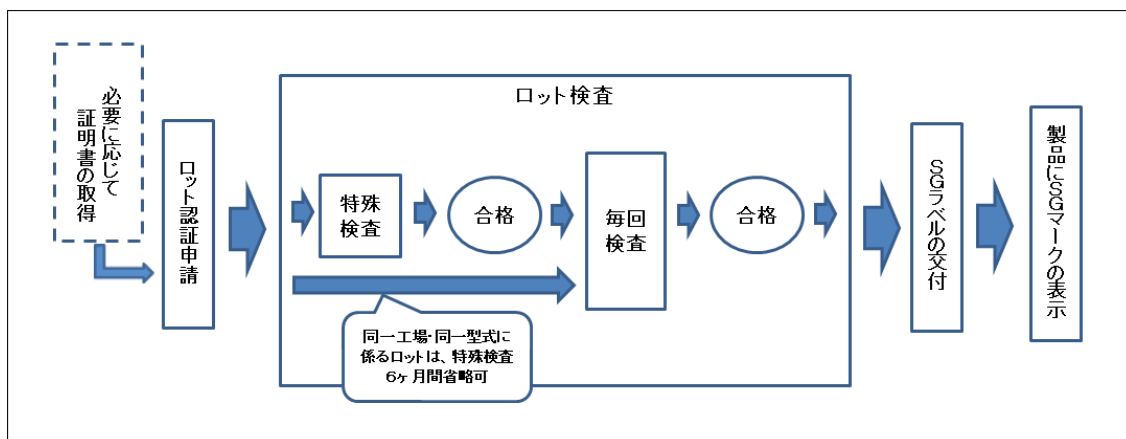 必要に応じて
証明書の取得
ロット認証申請
ロット検査
特殊
検査
合格
毎回
検査
合格
同一工場・同一型式に
係るロットは、特殊検査
６ヶ月間省略可
ＳＧラベルの交付
製品にＳＧマークの表示